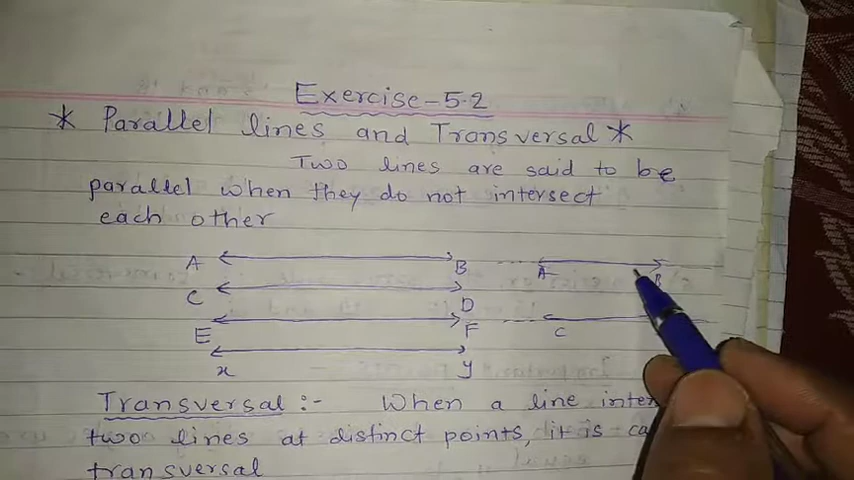 Exercise-5.2
* Parallel lines and Transversal *
Two lines are said to be
parallel when they do not intersect
each other
A B A B
C D
E F C
x y
Transversal :- When a line inter
two lines at distinct points, it is ca
transversal